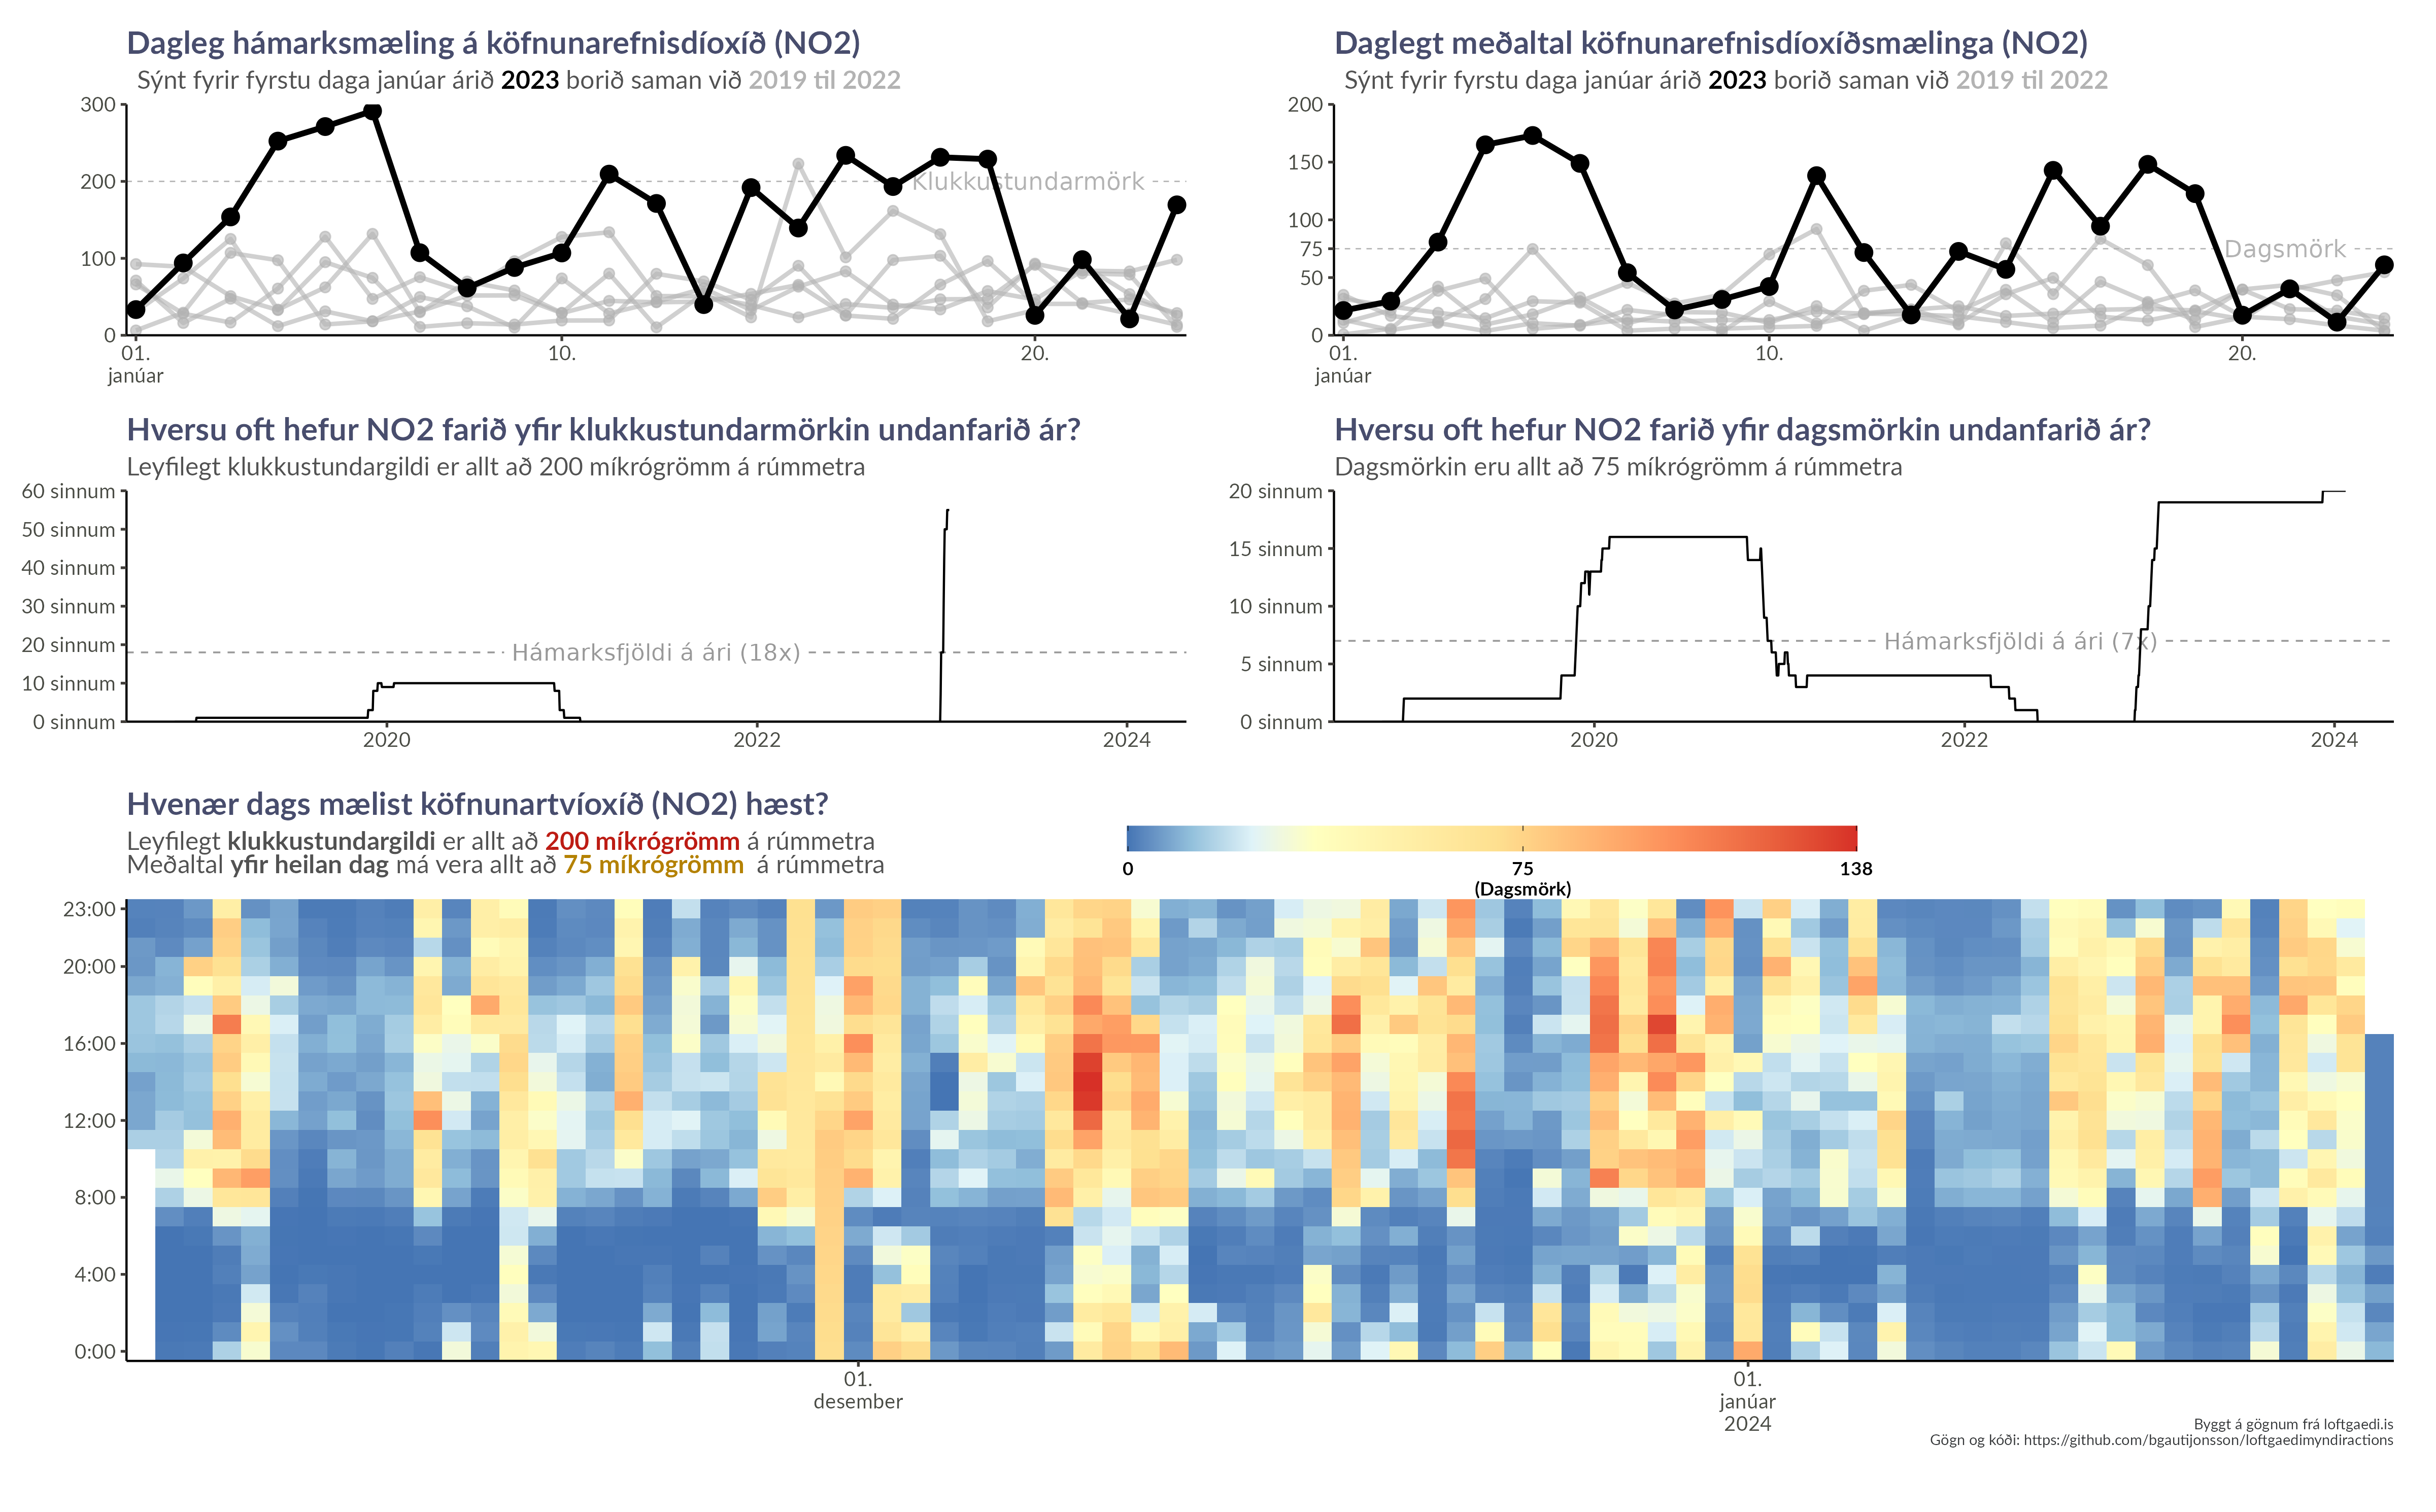 Dagleg hámarksmæling á köfnunarefnisdíoxíð (NO2)
Sýnt fyrir fyrstu daga janúar árið 2023 borið saman við 2019 til 2022
300
200
100
0
Klukkustundarmörk
01.
janúar
10.
20.
Daglegt meðaltal köfnunarefnisdíoxíðsmælinga (NO2)
Sýnt fyrir fyrstu daga janúar árið 2023 borið saman við 2019 til 2022
200
150
100
75
50
0
Dagsmörk
01.
janúar
10.
20.
Hversu oft hefur NO2 farið yfir klukkustundarmörkin undanfarið ár?
Leyfilegt klukkustundargildi er allt að 200 míkrógrömm á rúmmetra
60 sinnum
50 sinnum
40 sinnum
30 sinnum
20 sinnum
10 sinnum
0 sinnum
Hámarksfjöldi á ári (18x)
2020
2022
2024
Hversu oft hefur NO2 farið yfir dagsmörkin undanfarið ár?
Dagsmörkin eru allt að 75 míkrógrömm á rúmmetra
20 sinnum
15 sinnum
10 sinnum
5 sinnum
0 sinnum
Hámarksfjöldi á ári (7x)
2020
2022
2024
Hvenær dags mælist köfnunartvíoxíð (NO2) hæst?
Leyfilegt klukkustundargildi er allt að 200 míkrógrömm á rúmmetra
Meðaltal yfir heilan dag má vera allt að 75 míkrógrömm á rúmmetra
0
75
(Dagsmörk)
138
23:00
20:00
16:00
12:00
8:00
4:00
0:00
01.
desember
01.
janúar
2024
Byggt á gögnum frá loftgaedi.is
Gögn og kóði: https://github.com/bgautijonsson/loftgaedimyndiractions